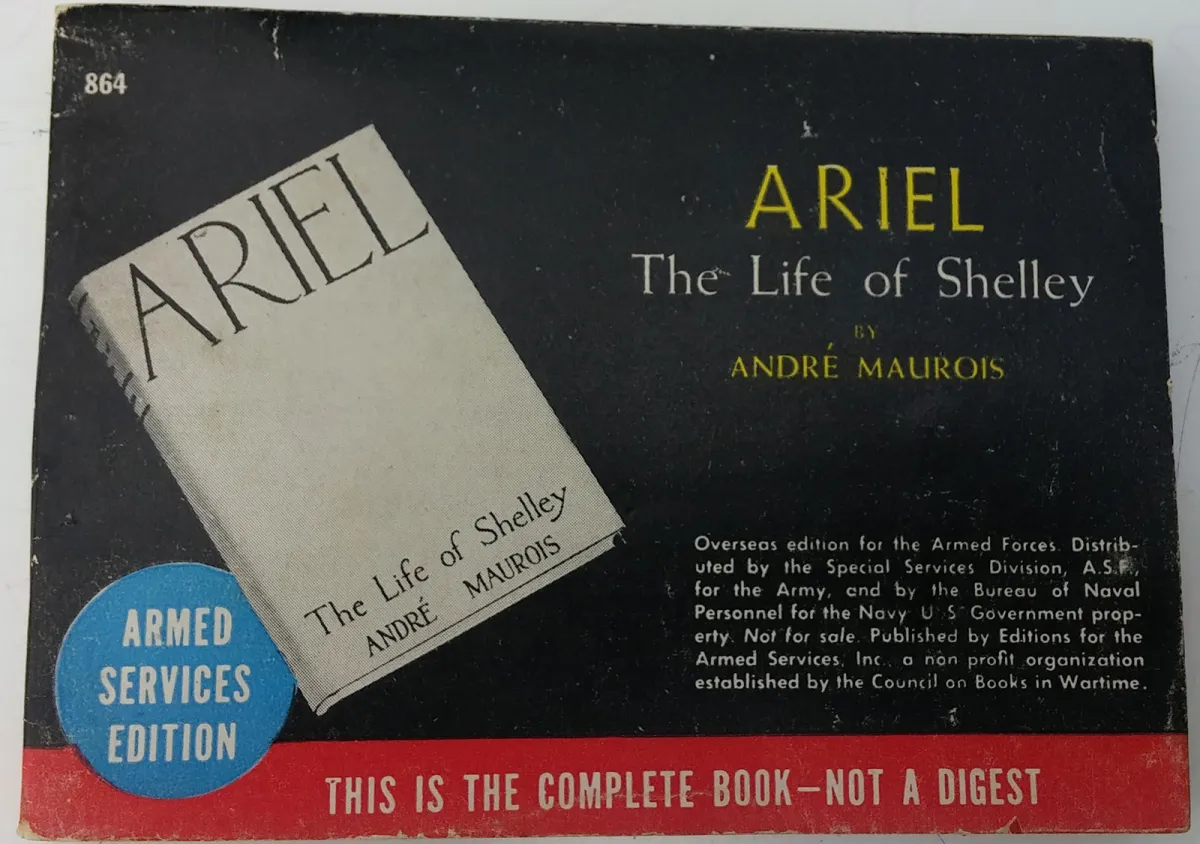 864
ARIEL
The Life of Shelley
BY
ANDRÉ MAUROIS
ARIEL
The Life of Shelley
ANDRÉ MAUROIS
Overseas edition for the Armed Forces. Distrib-
uted by the Special Services Division, A.S.F.,
for the Army, and by the Bureau of Naval
Personnel for the Navy. U.S. Government prop-
erty. Not for sale. Published by Editions for the
Armed Services, Inc., a non profit organization
established by the Council on Books in Wartime.
ARMED
SERVICES
EDITION
THIS IS THE COMPLETE BOOK—NOT A DIGEST